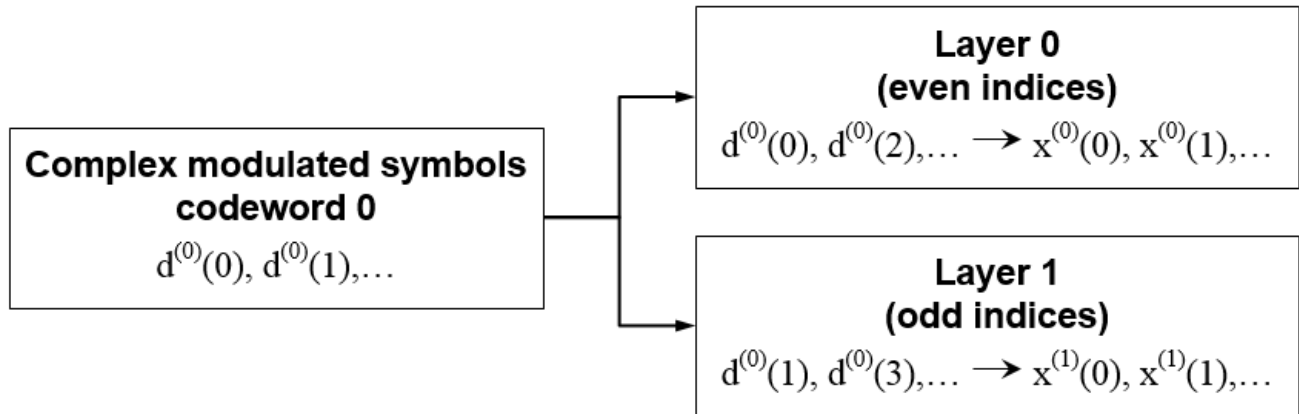 Complex modulated symbols
codeword 0
d⁽⁰⁾(0), d⁽⁰⁾(1),…
Layer 0
(even indices)
d⁽⁰⁾(0), d⁽⁰⁾(2),… → x⁽⁰⁾(0), x⁽⁰⁾(1),…
Layer 1
(odd indices)
d⁽⁰⁾(1), d⁽⁰⁾(3),… → x⁽¹⁾(0), x⁽¹⁾(1),…